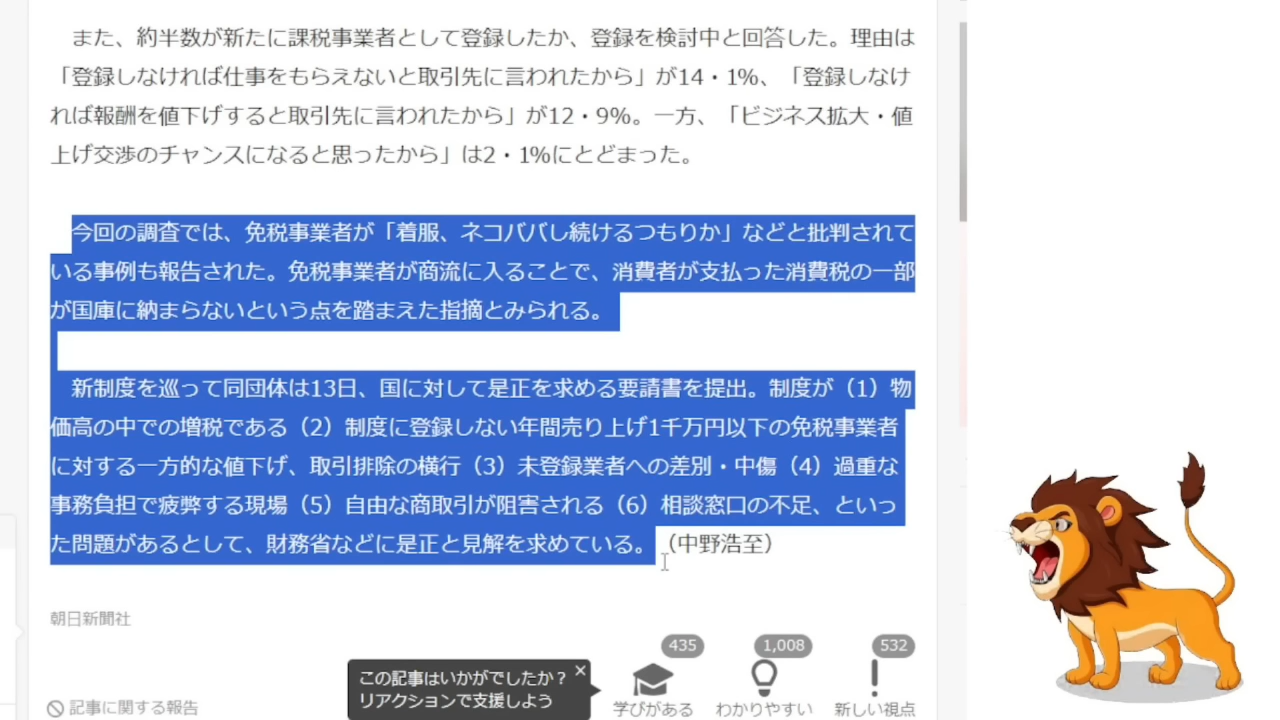 また、約半数が新たに課税事業者として登録したか、登録を検討中と回答した。理由は
「登録しなければ仕事をもらえないと取引先に言われたから」が14・1%、「登録しなけ
れば報酬を値下げすると取引先に言われたから」が12・9%。一方、「ビジネス拡大・値
上げ交渉のチャンスになると思ったから」は2・1%にとどまった。
今回の調査では、免税事業者が「着服、ネコババし続けるつもりか」などと批判されて
いる事例も報告された。免税事業者が商流に入ることで、消費者が支払った消費税の一部
が国庫に納まらないという点を踏まえた指摘とみられる。
新制度を巡って同団体は13日、国に対して是正を求める要請書を提出。制度が（1）物
価高の中での増税である（2）制度に登録しない年間売り上げ1千万円以下の免税事業者
に対する一方的な値下げ、取引排除の横行（3）未登録業者への差別・中傷（4）過重な
事務負担で疲弊する現場（5）自由な商取引が阻害される（6）相談窓口の不足、といっ
た問題があるとして、財務省などに是正と見解を求めている。（中野浩至）
朝日新聞社
435 1,008 532
この記事はいかがでしたか？ ×
リアクションで支援しよう
学びがある わかりやすい 新しい視点
記事に関する報告